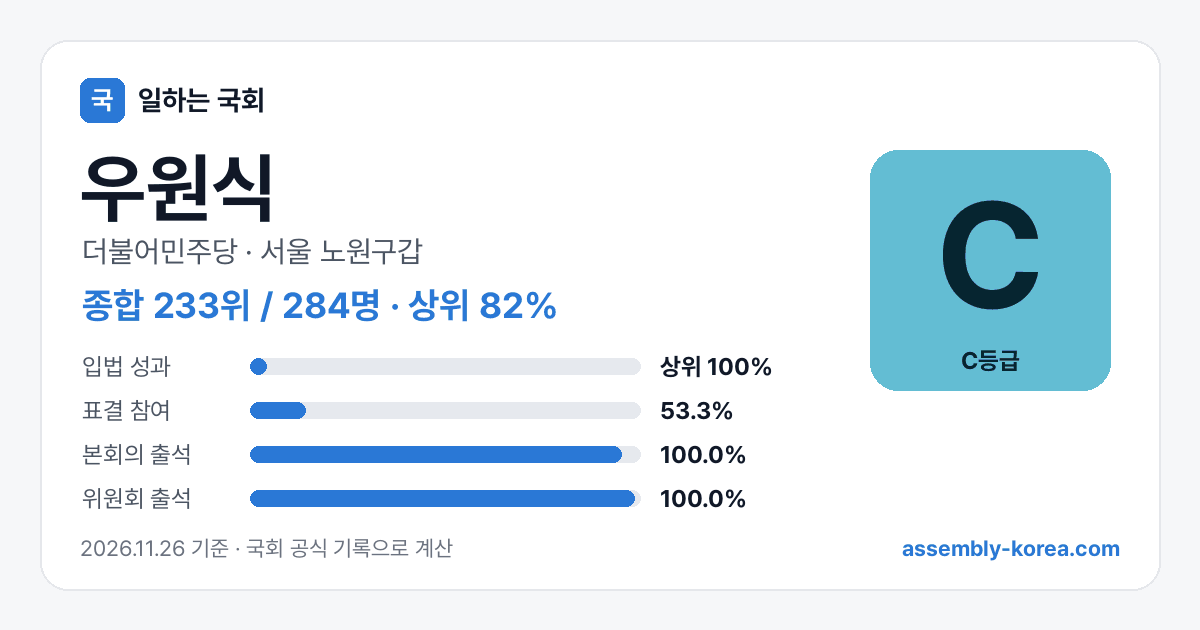 국 일하는 국회
우원식
더불어민주당 · 서울 노원구갑
종합 233위 / 284명 · 상위 82%
C
C등급
입법 성과 상위 100%
표결 참여 53.3%
본회의 출석 100.0%
위원회 출석 100.0%
2026.11.26 기준 · 국회 공식 기록으로 계산
assembly-korea.com